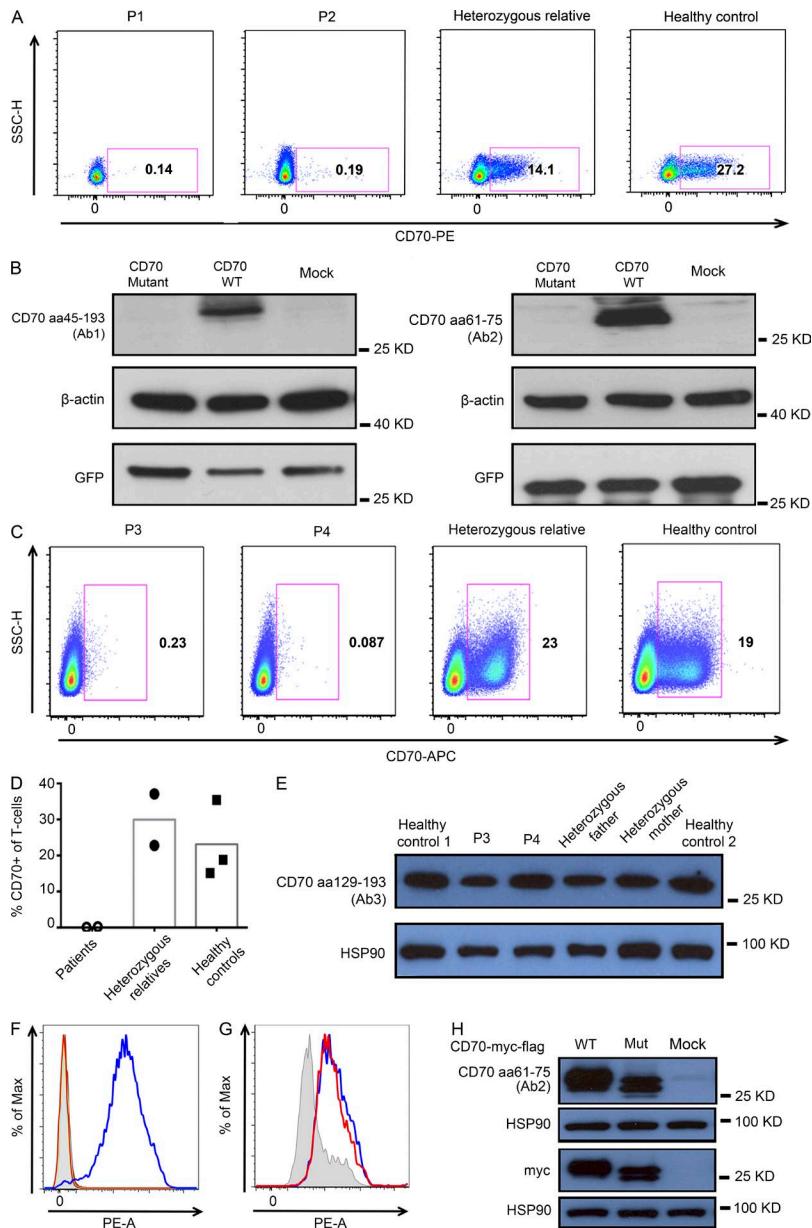 A
P1
P2
Heterozygous relative
Healthy control
SSC-H
0.14
0.19
14.1
27.2
0
0
0
0
CD70-PE
B
CD70 Mutant
CD70 WT
Mock
CD70 aa45-193
(Ab1)
25 KD
β-actin
40 KD
GFP
25 KD
CD70 Mutant
CD70 WT
Mock
CD70 aa61-75
(Ab2)
25 KD
β-actin
40 KD
GFP
25 KD
C
P3
P4
Heterozygous relative
Healthy control
SSC-H
0.23
0.087
23
19
0
0
0
0
CD70-APC
D
% CD70+ of T-cells
40
30
20
10
0
Patients
Heterozygous
relatives
Healthy
controls
E
Healthy
control 1
P3
P4
Heterozygous
father
Heterozygous
mother
Healthy
control 2
CD70 aa129-193
(Ab3)
25 KD
HSP90
100 KD
F
% of Max
0
PE-A
G
% of Max
0
PE-A
H
CD70-myc-flag
WT
Mut
Mock
CD70 aa61-75
(Ab2)
25 KD
HSP90
100 KD
myc
25 KD
HSP90
100 KD